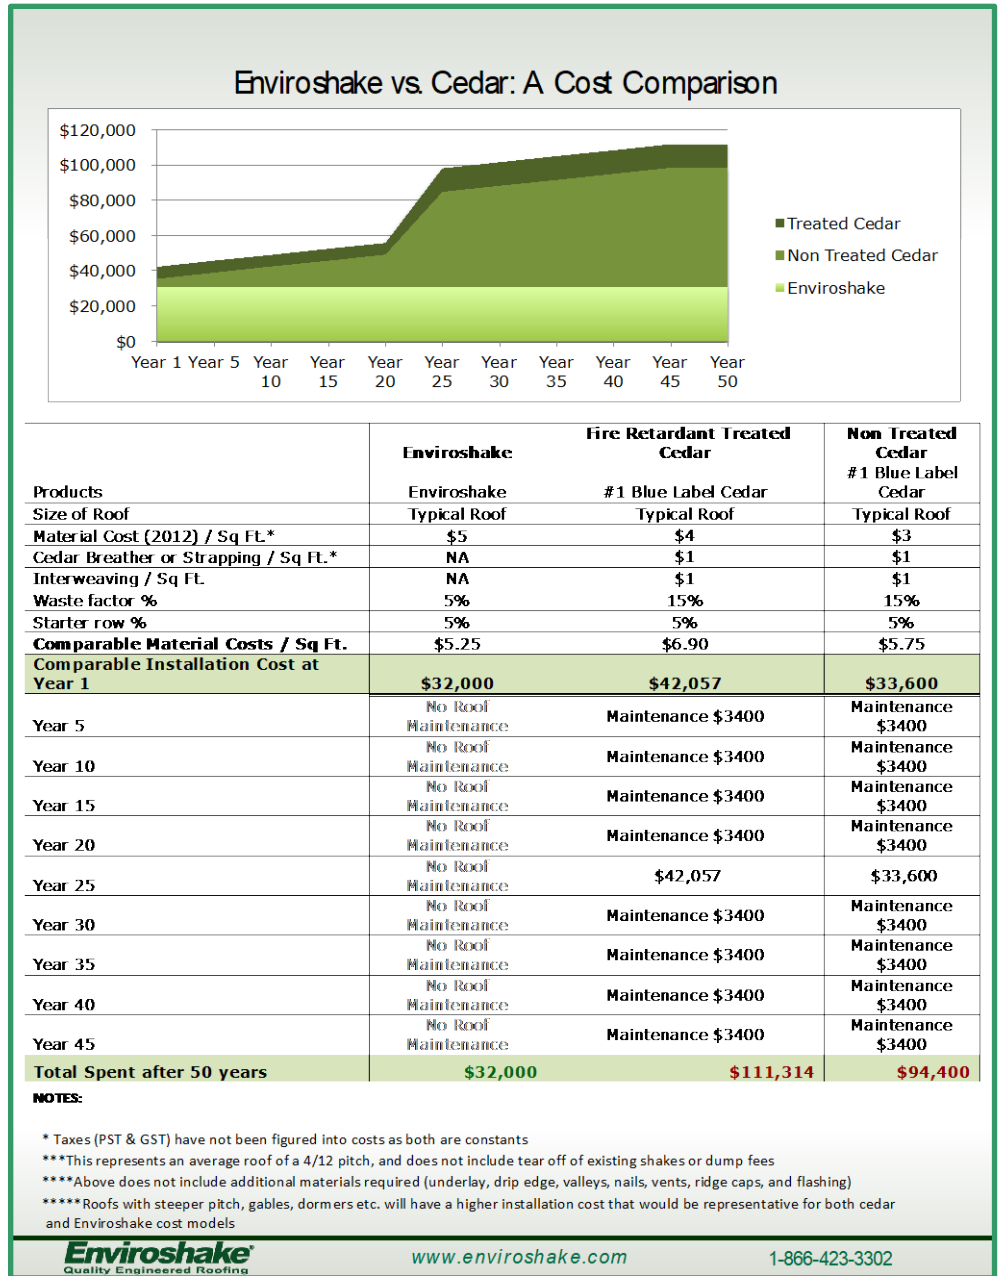 Enviroshake vs. Cedar: A Cost Comparison
$120,000
$100,000
$80,000
$60,000
$40,000
$20,000
$0
Year 1 Year 5 Year 10 Year 15 Year 20 Year 25 Year 30 Year 35 Year 40 Year 45 Year 50
Treated Cedar
Non Treated Cedar
Enviroshake
Enviroshake Fire Retardant Treated Cedar Non Treated Cedar
Products Enviroshake #1 Blue Label Cedar #1 Blue Label Cedar
Size of Roof Typical Roof Typical Roof Typical Roof
Material Cost (2012) / Sq Ft.* $5 $4 $3
Cedar Breather or Strapping / Sq Ft.* NA $1 $1
Interweaving / Sq Ft. NA $1 $1
Waste factor % 5% 15% 15%
Starter row % 5% 5% 5%
Comparable Material Costs / Sq Ft. $5.25 $6.90 $5.75
Comparable Installation Cost at Year 1 $32,000 $42,057 $33,600
Year 5 No Roof Maintenance Maintenance $3400 Maintenance $3400
Year 10 No Roof Maintenance Maintenance $3400 Maintenance $3400
Year 15 No Roof Maintenance Maintenance $3400 Maintenance $3400
Year 20 No Roof Maintenance Maintenance $3400 Maintenance $3400
Year 25 No Roof Maintenance $42,057 $33,600
Year 30 No Roof Maintenance Maintenance $3400 Maintenance $3400
Year 35 No Roof Maintenance Maintenance $3400 Maintenance $3400
Year 40 No Roof Maintenance Maintenance $3400 Maintenance $3400
Year 45 No Roof Maintenance Maintenance $3400 Maintenance $3400
Total Spent after 50 years $32,000 $111,314 $94,400
NOTES:
* Taxes (PST & GST) have not been figured into costs as both are constants
***This represents an average roof of a 4/12 pitch, and does not include tear off of existing shakes or dump fees
****Above does not include additional materials required (underlay, drip edge, valleys, nails, vents, ridge caps, and flashing)
*****Roofs with steeper pitch, gables, dormers etc. will have a higher installation cost that would be representative for both cedar
and Enviroshake cost models
Enviroshake®
Quality Engineered Roofing
www.enviroshake.com
1-866-423-3302